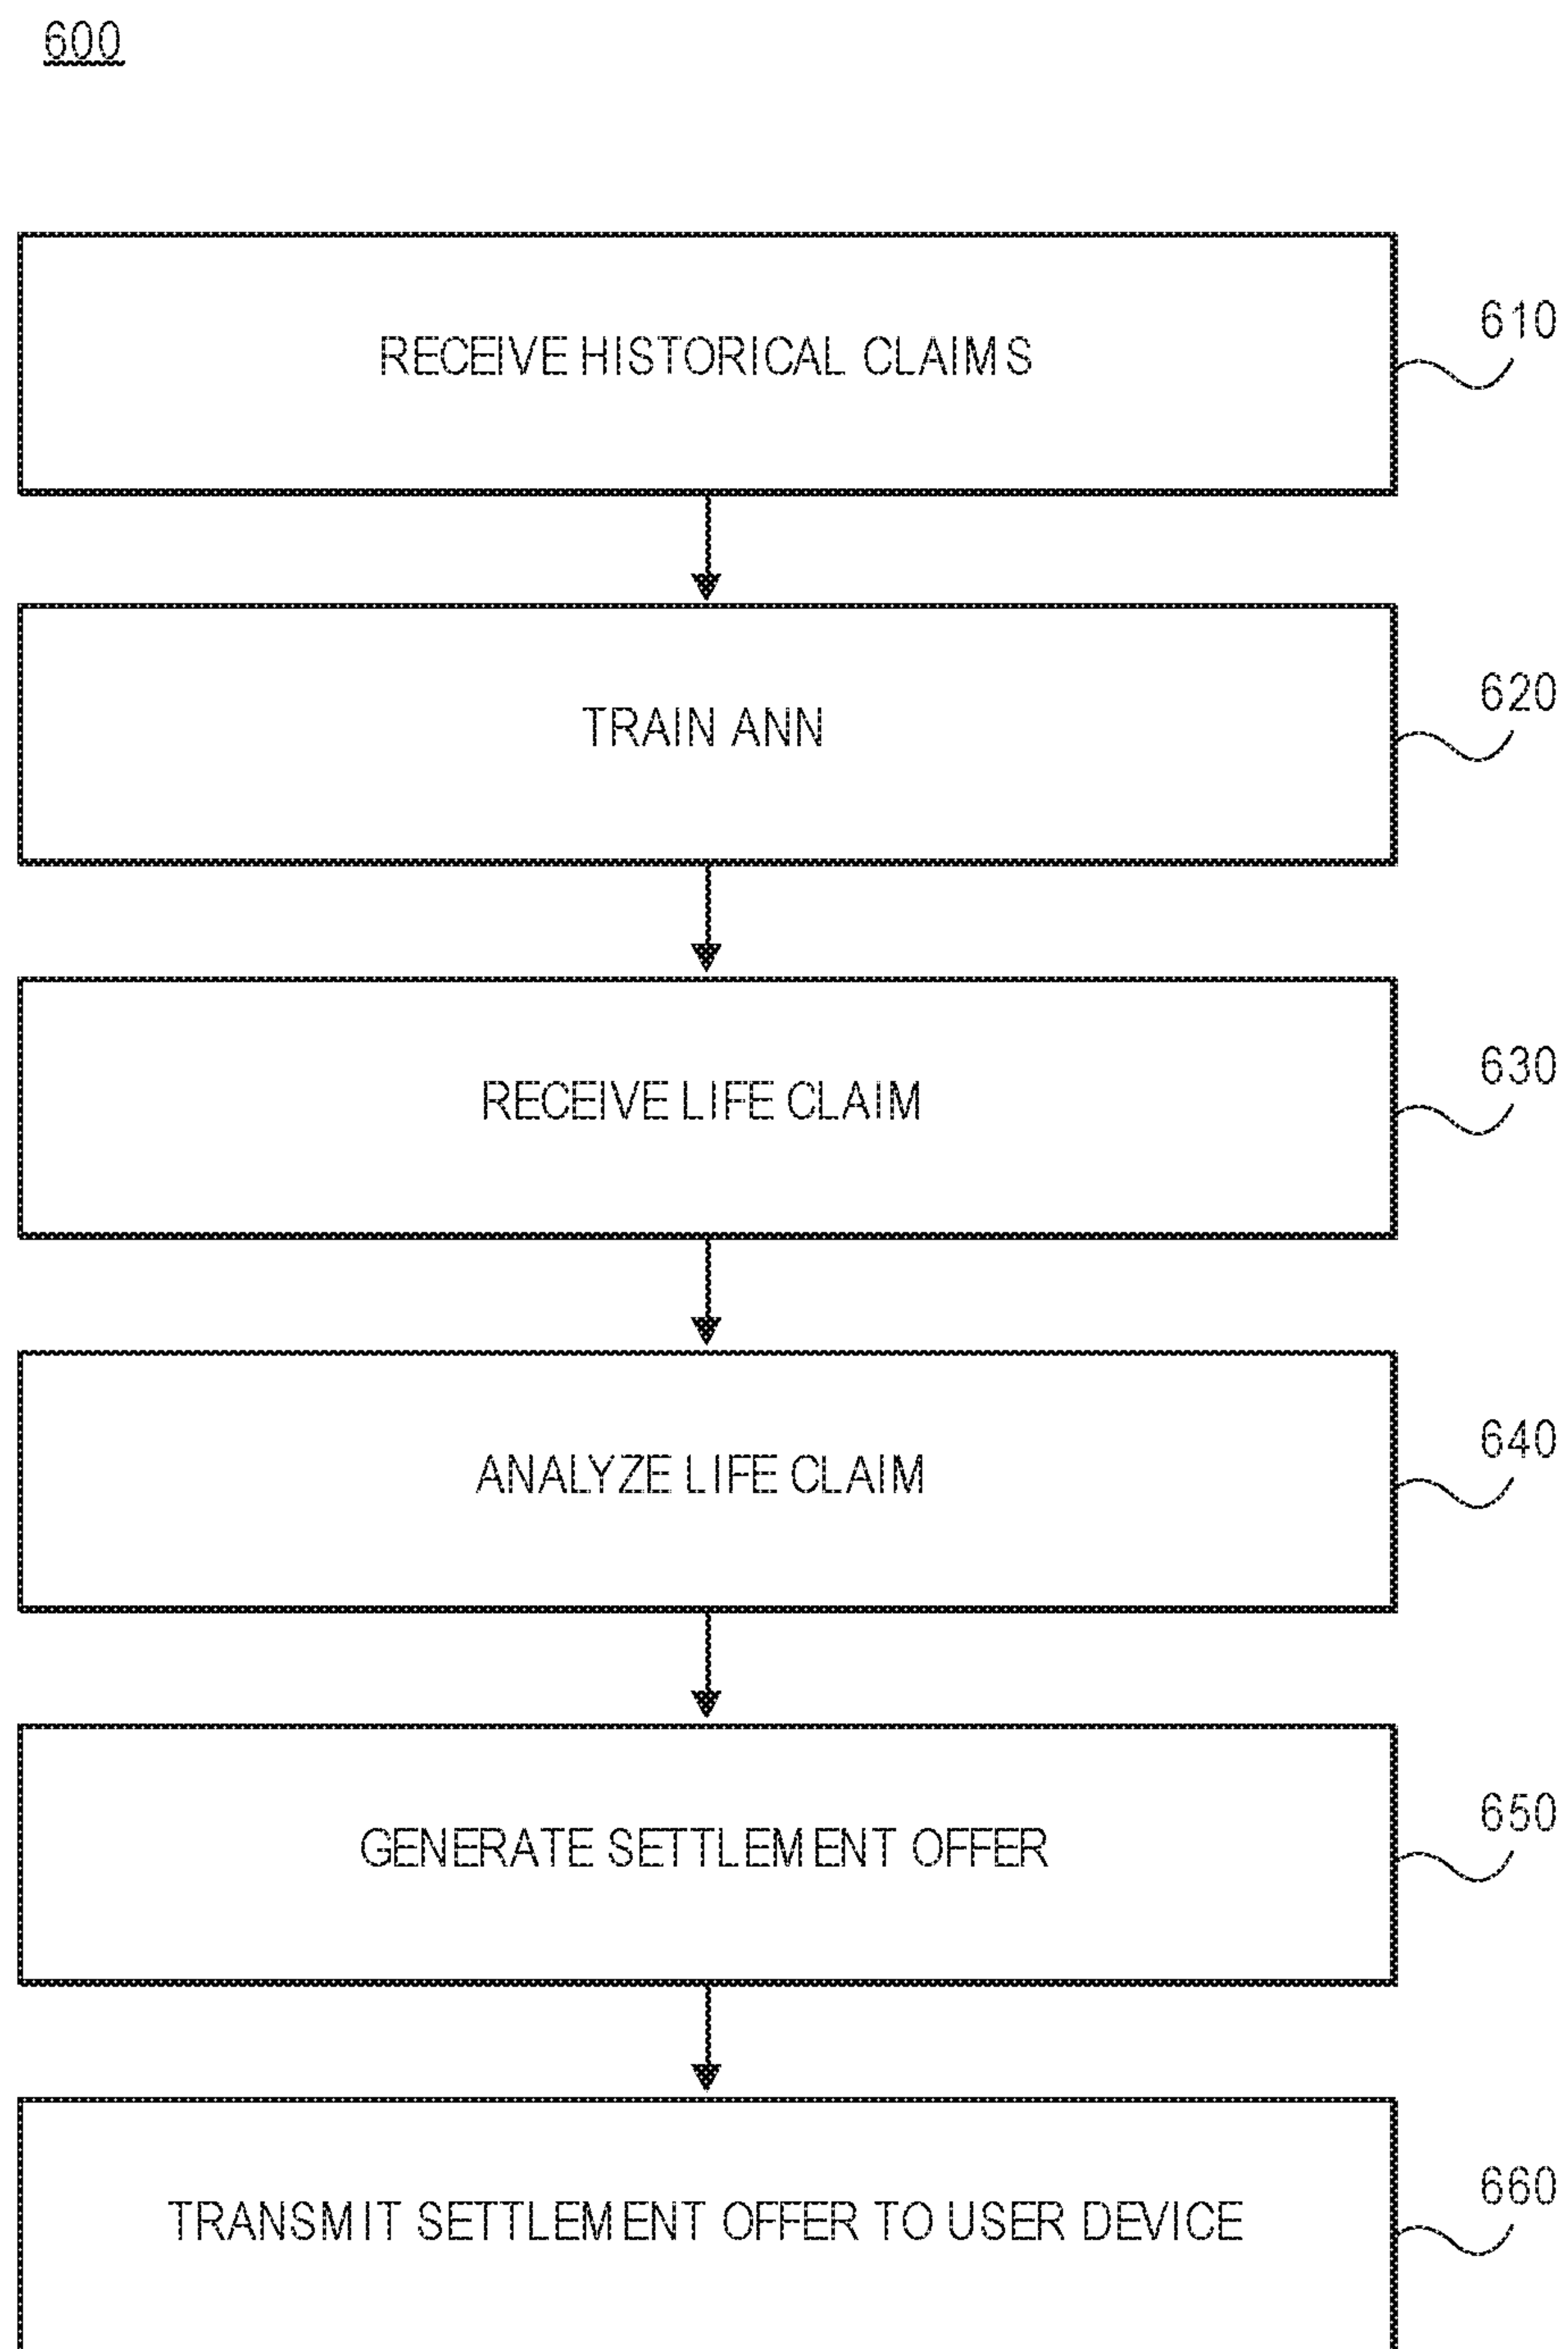 600
RECEIVE HISTORICAL CLAIMS
610
TRAIN ANN
620
RECEIVE LIFE CLAIM
630
ANALYZE LIFE CLAIM
640
GENERATE SETTLEMENT OFFER
650
TRANSMIT SETTLEMENT OFFER TO USER DEVICE
660